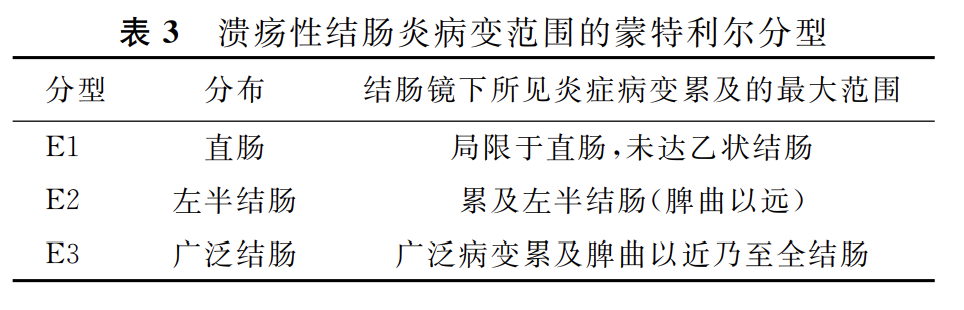 表 3 溃疡性结肠炎病变范围的蒙特利尔分型
分型 分布 结肠镜下所见炎症病变累及的最大范围
E1 直肠 局限于直肠,未达乙状结肠
E2 左半结肠 累及左半结肠(脾曲以远)
E3 广泛结肠 广泛病变累及脾曲以近乃至全结肠